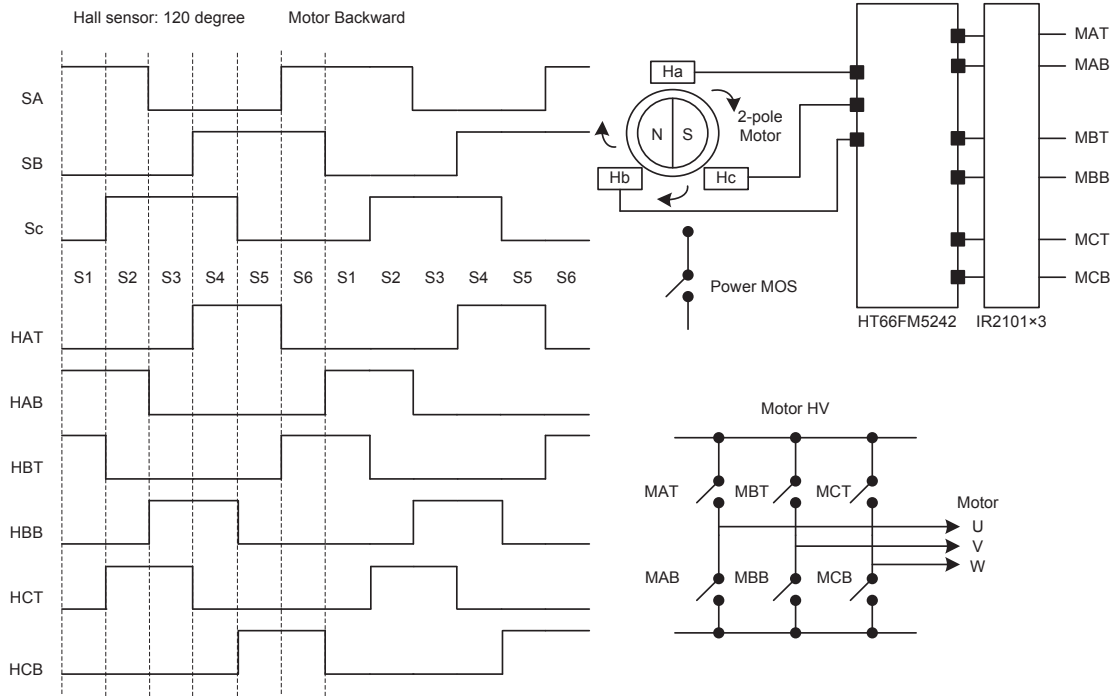 Hall sensor: 120 degree
Motor Backward
SA
SB
Sc
S1 S2 S3 S4 S5 S6 S1 S2 S3 S4 S5 S6
HAT
HAB
HBT
HBB
HCT
HCB
Ha
N S
2-pole
Motor
Hb
Hc
Power MOS
MAT
MAB
MBT
MBB
MCT
MCB
HT66FM5242
IR2101×3
Motor HV
MAT MBT MCT
Motor
U
V
W
MAB MBB MCB